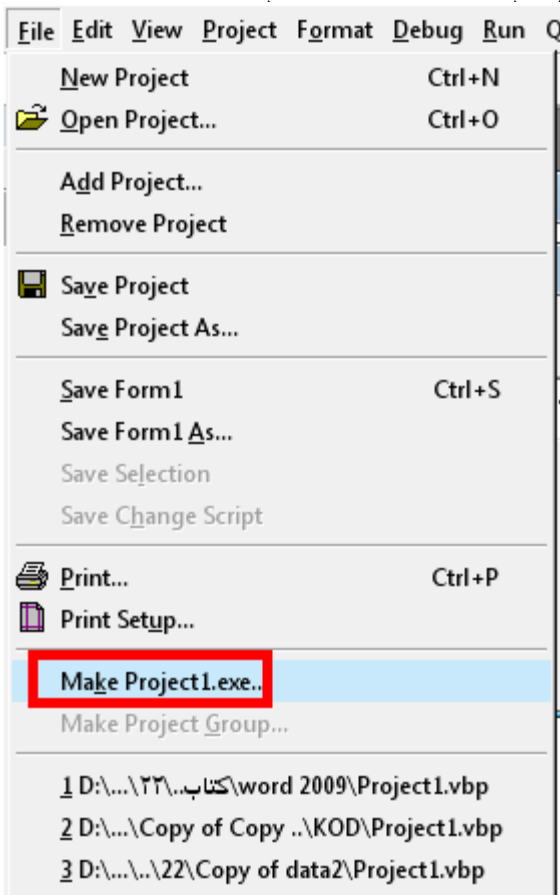 File Edit View Project Format Debug Run Q
New Project Ctrl+N
Open Project... Ctrl+O
Add Project...
Remove Project
Save Project
Save Project As...
Save Form1 Ctrl+S
Save Form1 As...
Save Selection
Save Change Script
Print... Ctrl+P
Print Setup...
Make Project1.exe..
Make Project Group...
1 D:\...\۲۲\..کتاب\word 2009\Project1.vbp
2 D:\...\Copy of Copy ..\KOD\Project1.vbp
3 D:\...\..\22\Copy of data2\Project1.vbp